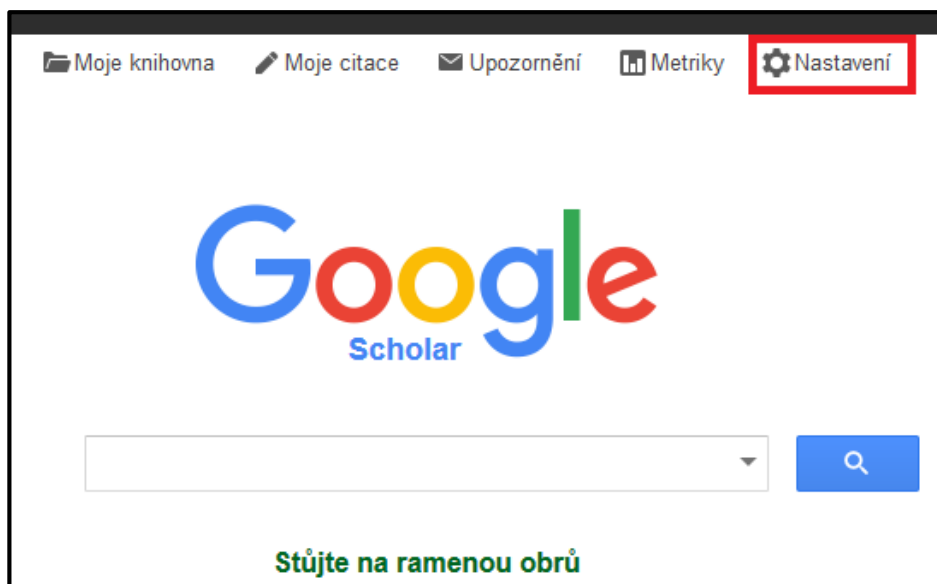 Moje knihovna Moje citace Upozornění Metriky Nastavení
Google
Scholar
Stůjte na ramenou obrů